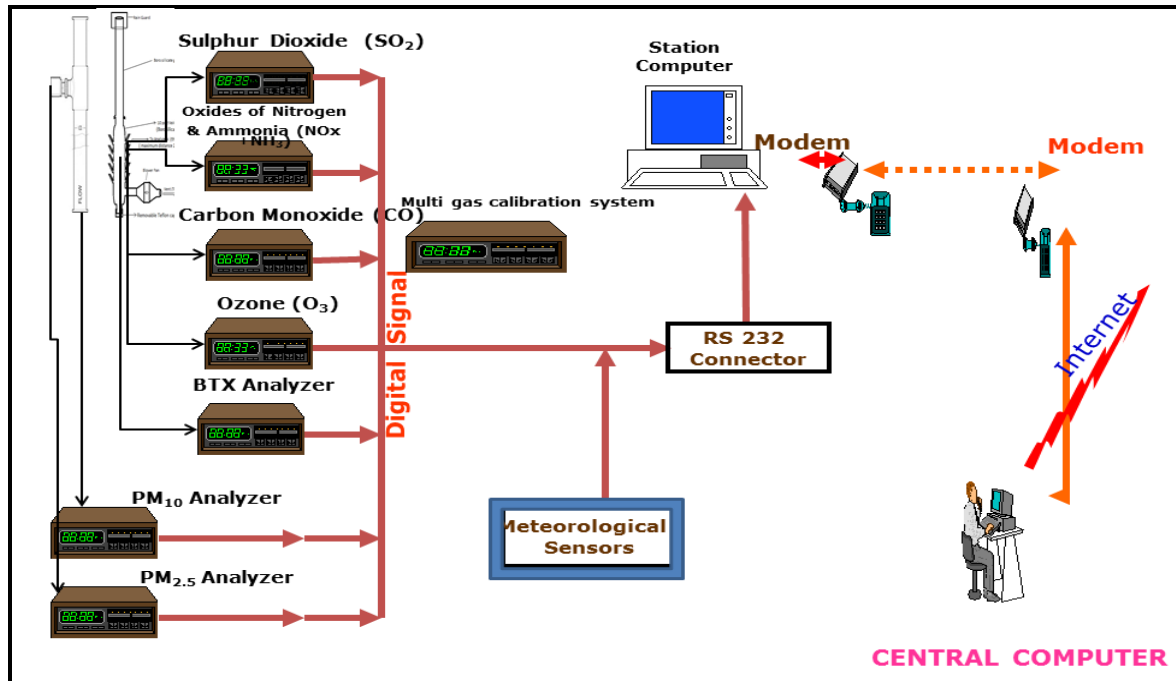 Sulphur Dioxide (SO₂)
Oxides of Nitrogen
& Ammonia (NOx
+NH₃)
Carbon Monoxide (CO)
Ozone (O₃)
BTX Analyzer
PM₁₀ Analyzer
PM₂.₅ Analyzer
FLOW
Digital Signal
Multi gas calibration system
Station
Computer
Modem
Modem
RS 232
Connector
Meteorological
Sensors
Internet
CENTRAL COMPUTER